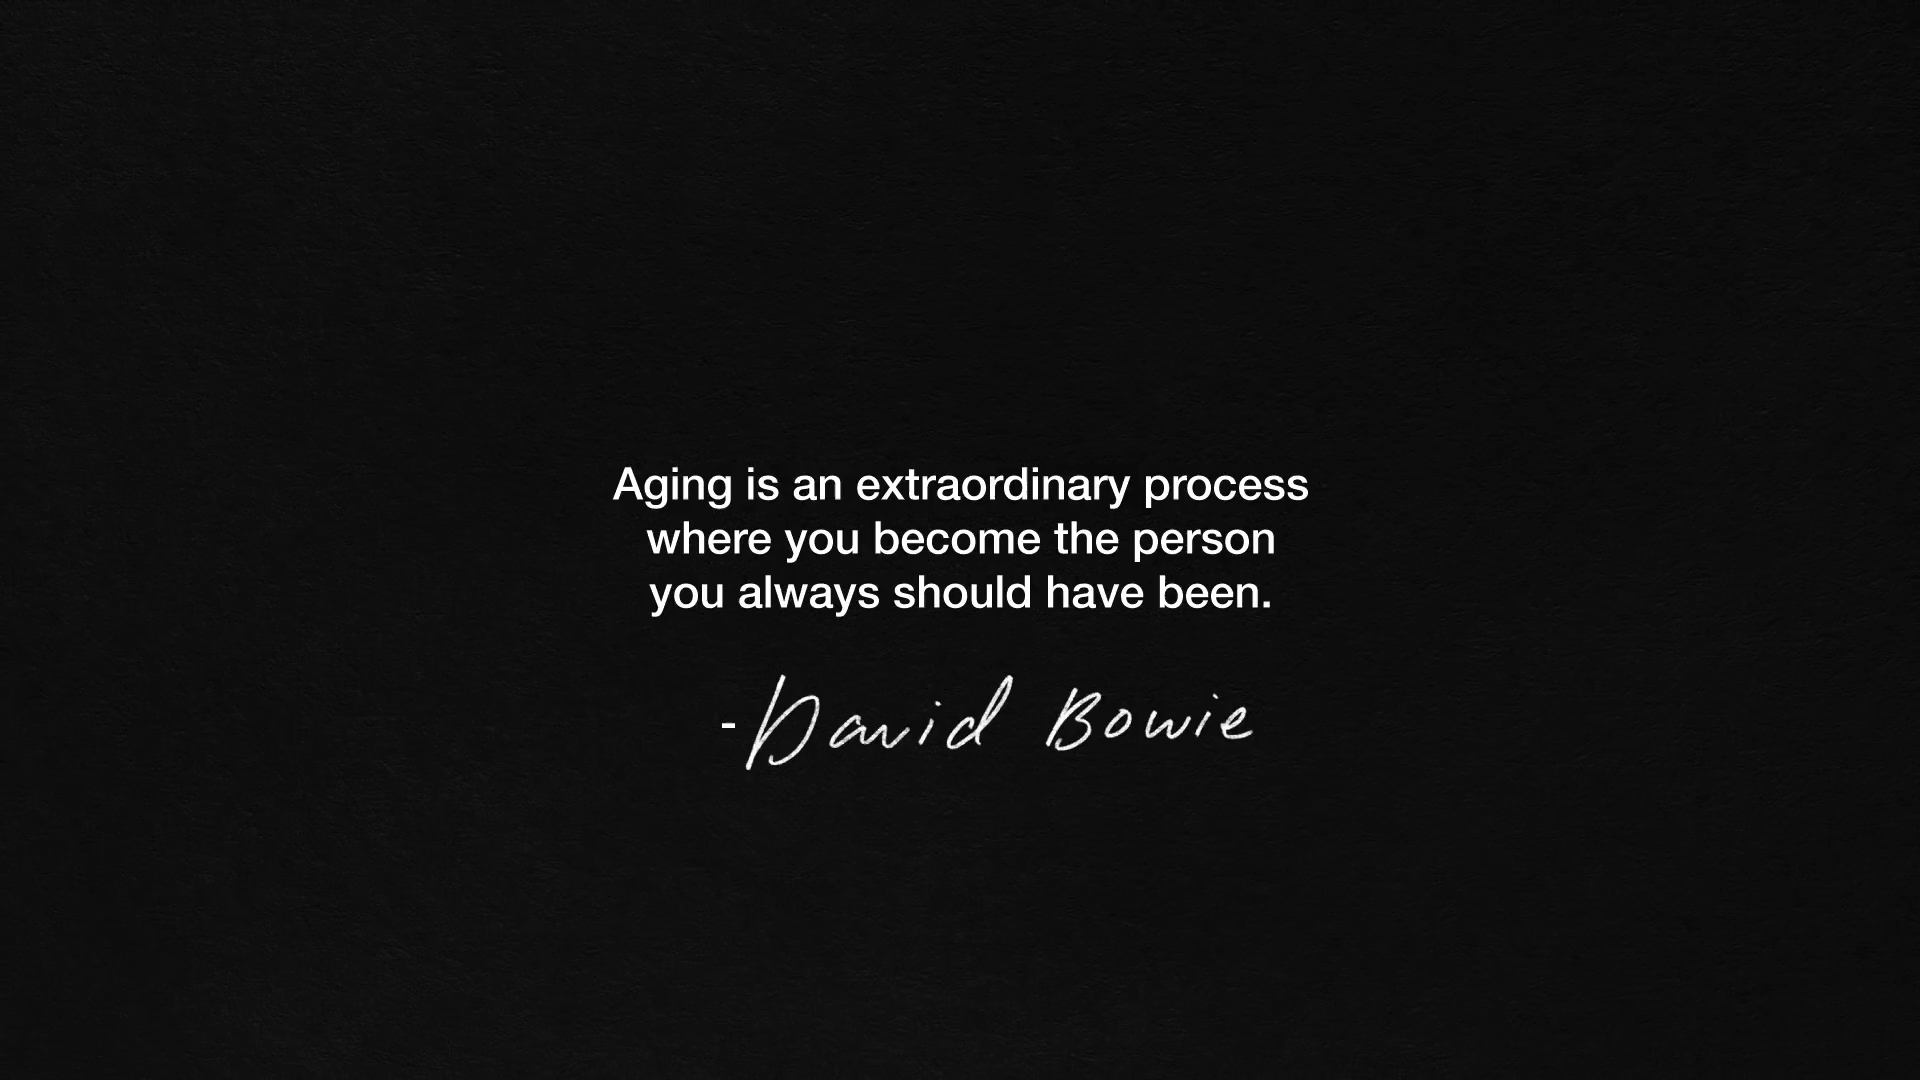 Aging is an extraordinary process
where you become the person
you always should have been.
-David Bowie